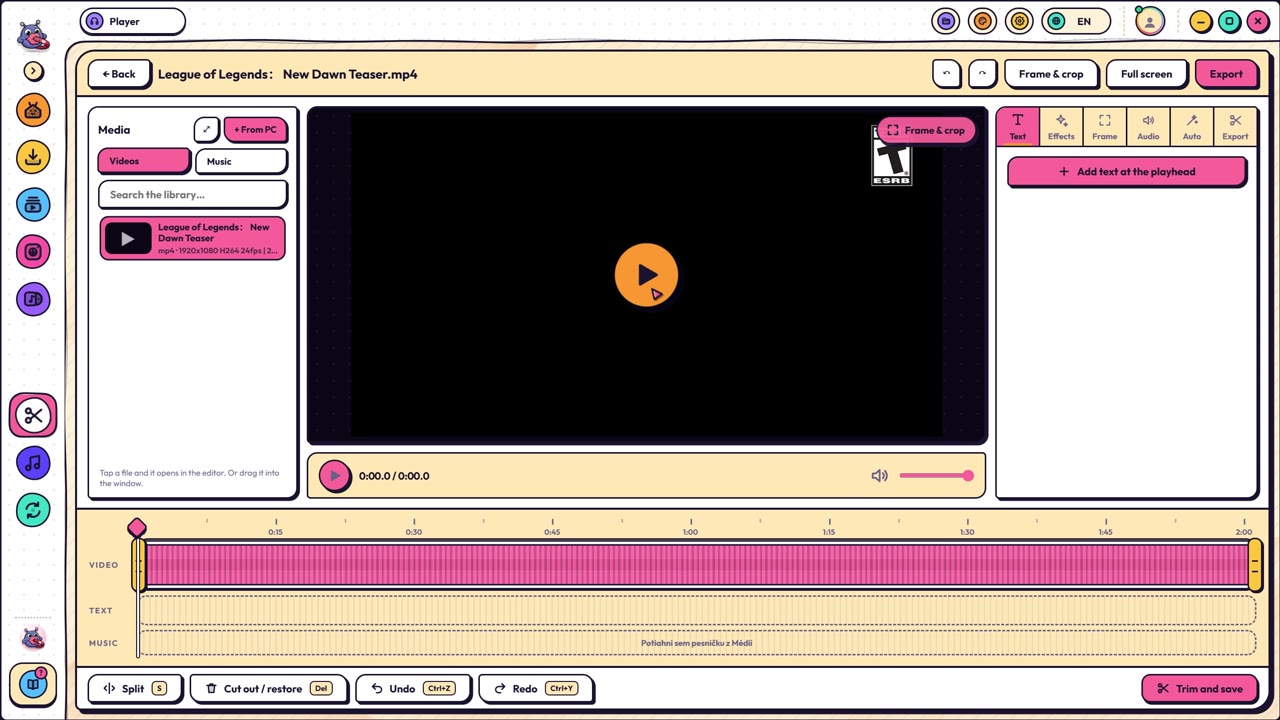 Player
EN
← Back
League of Legends： New Dawn Teaser.mp4
Frame & crop
Full screen
Export
Media
+ From PC
Videos
Music
Search the library...
League of Legends： New
Dawn Teaser
mp4 · 1920x1080 H264 24fps | 2...
Tap a file and it opens in the editor. Or drag it into
the window.
Frame & crop
T
ESRB
0:00.0 / 0:00.0
Text
Effects
Frame
Audio
Auto
Export
+ Add text at the playhead
0:15
0:30
0:45
1:00
1:15
1:30
1:45
2:00
VIDEO
TEXT
MUSIC
Potiahni sem pesničku z Médií
Split S
Cut out / restore Del
Undo Ctrl+Z
Redo Ctrl+Y
Trim and save
?